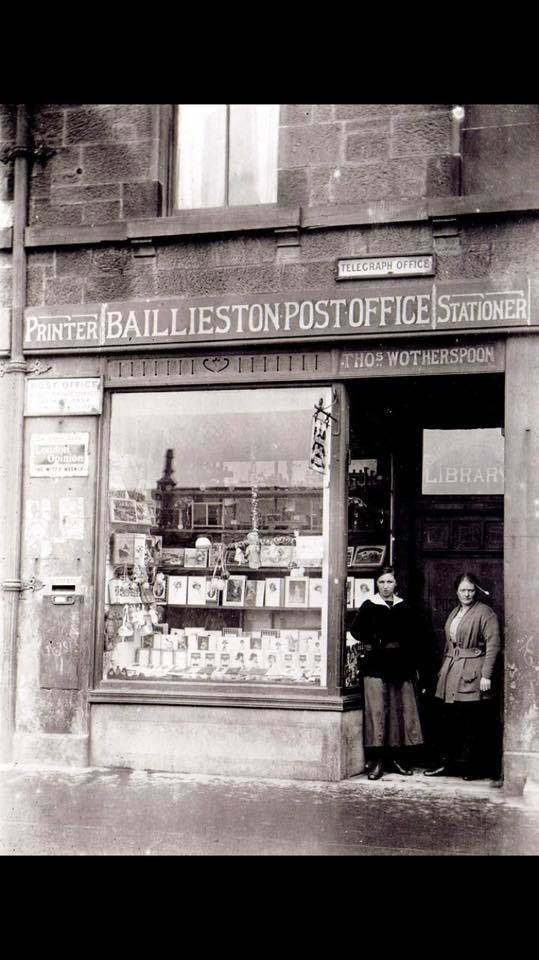 TELEGRAPH OFFICE
PRINTER BAILLIESTON·POST·OFFICE STATIONER
THOS WOTHERSPOON
POST OFFICE
London
Opinion
LIBRARY